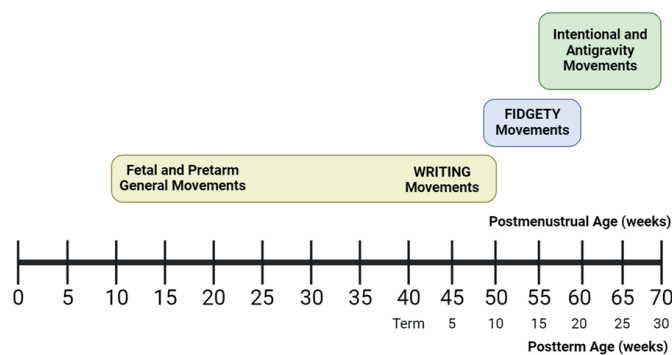 Intentional and
Antigravity
Movements
FIDGETY
Movements
Fetal and Pretarm
General Movements
WRITING
Movements
Postmenustrual Age (weeks)
0 5 10 15 20 25 30 35 40 45 50 55 60 65 70
Term 5 10 15 20 25 30
Postterm Age (weeks)